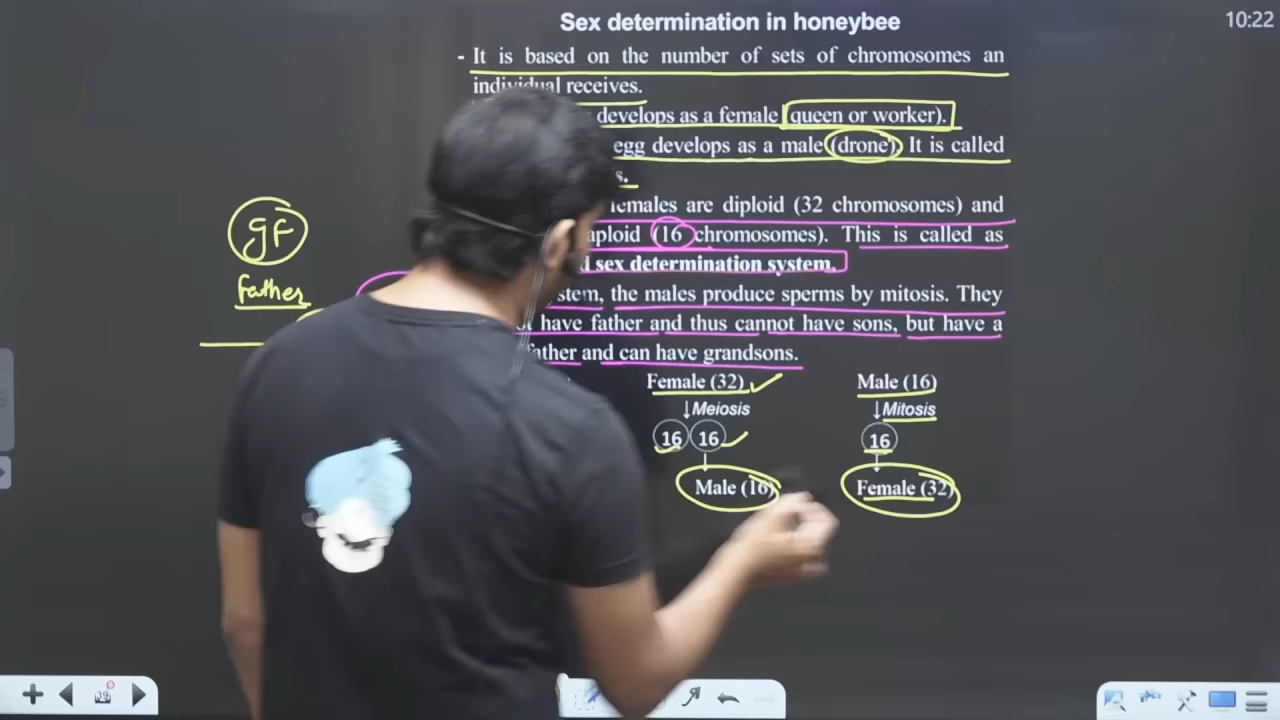 Sex determination in honeybee
10:22
- It is based on the number of sets of chromosomes an
individual receives.
develops as a female (queen or worker).
egg develops as a male (drone). It is called
s.
females are diploid (32 chromosomes) and
aploid (16 chromosomes). This is called as
d sex determination system.
stem, the males produce sperms by mitosis. They
t have father and thus cannot have sons, but have a
father and can have grandsons.
gf
father
Female (32) Male (16)
↓Meiosis ↓Mitosis
16 16 16
Male (16) Female (32)
19